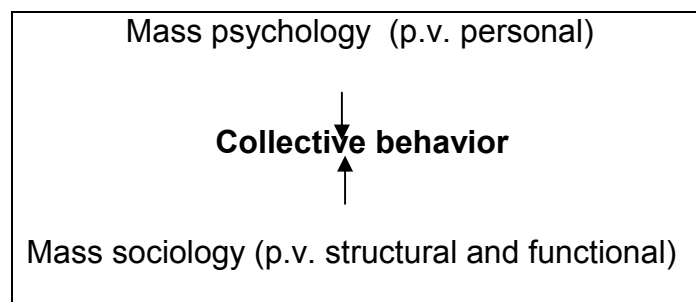 Mass psychology  (p.v. personal)
Collective behavior
Mass sociology (p.v. structural and functional)